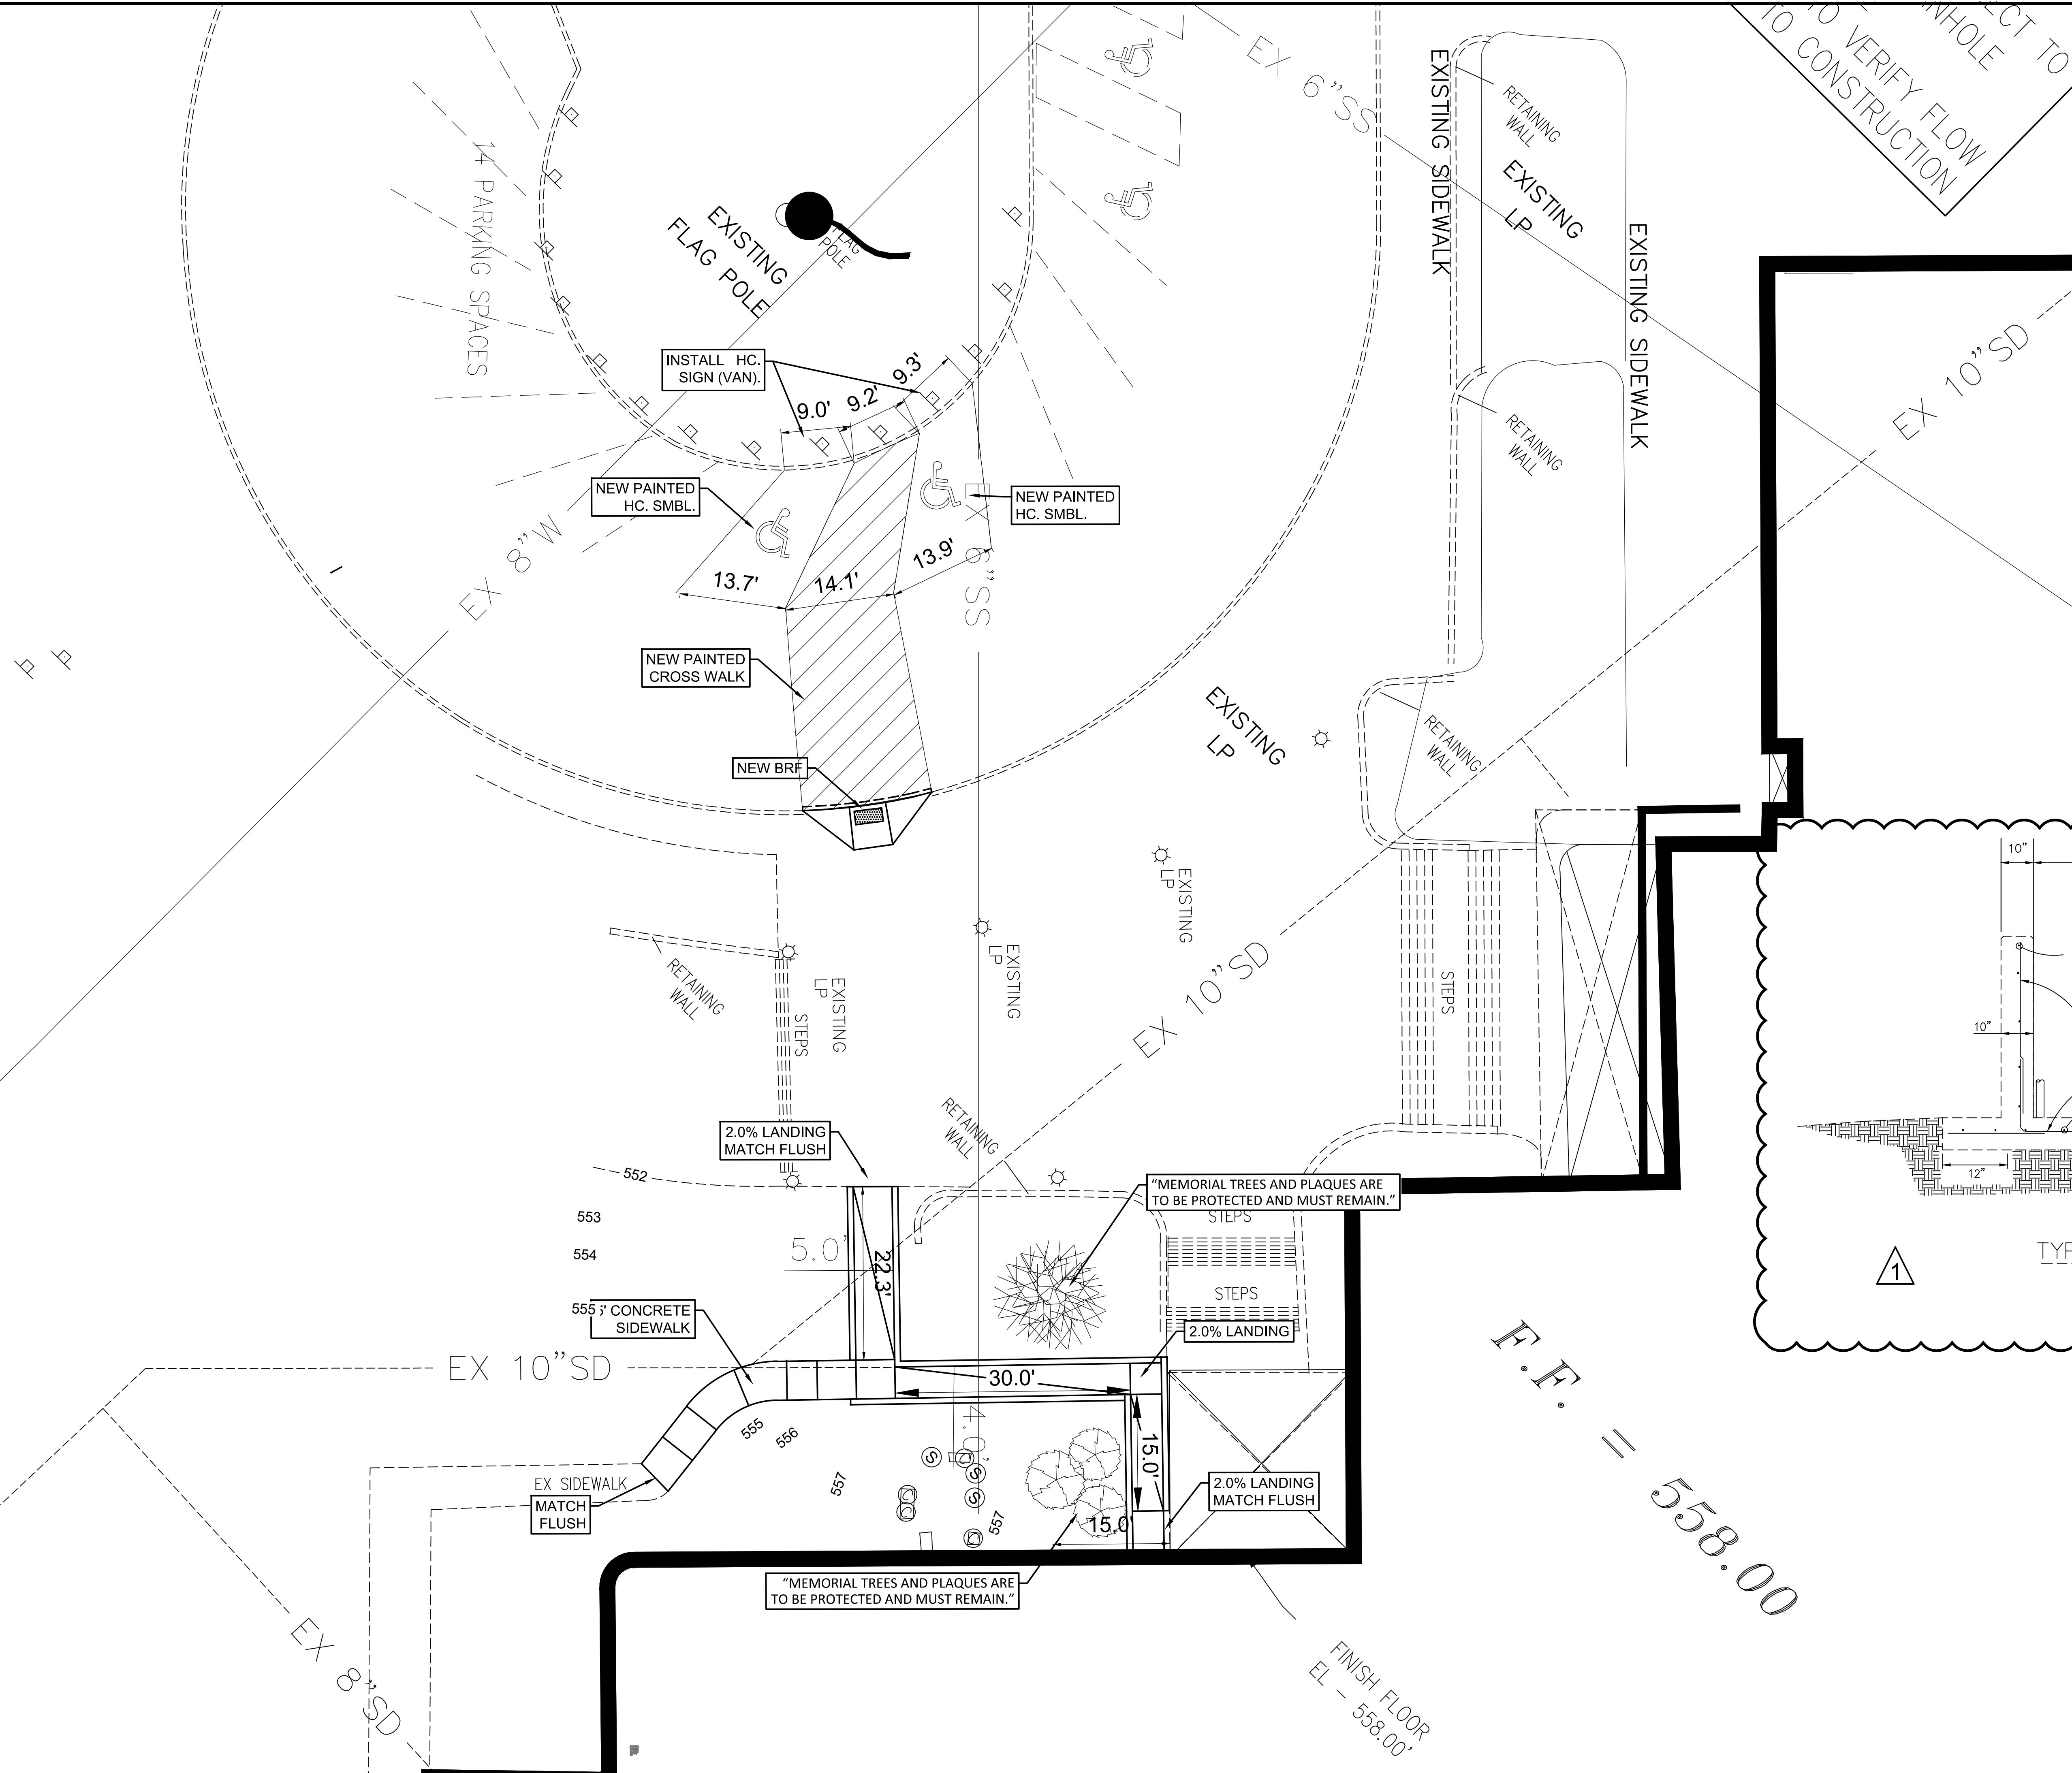 EX 6"SS
TO VERIFY FLOW
TO CONSTRUCTION
EXISTING SIDEWALK
RETAINING
WALL
EXISTING
LP
EXISTING SIDEWALK
14 PARKING SPACES
EXISTING
FLAG POLE
FLAG
POLE
INSTALL HC.
SIGN (VAN).
9.0'
9.2'
9.3'
EX 10"SD
RETAINING
WALL
NEW PAINTED
HC. SMBL.
NEW PAINTED
HC. SMBL.
EX 8"W
EX 6"SS
13.7'
14.1'
13.9'
NEW PAINTED
CROSS WALK
EXISTING
LP
RETAINING
WALL
NEW BRF
10"
EXISTING
LP
EXISTING
LP
EXISTING
LP
STEPS
RETAINING
WALL
STEPS
EX 10"SD
10"
RETAINING
WALL
2.0% LANDING
MATCH FLUSH
552
553
554
555
12"
"MEMORIAL TREES AND PLAQUES ARE
TO BE PROTECTED AND MUST REMAIN."
STEPS
STEPS
5.0'
22.3'
1
' CONCRETE
SIDEWALK
2.0% LANDING
EX 10"SD
30.0'
4.0'
15.0'
555
556
557
557
S
S
S
EX SIDEWALK
MATCH
FLUSH
2.0% LANDING
MATCH FLUSH
15.0'
F.F. = 558.00
"MEMORIAL TREES AND PLAQUES ARE
TO BE PROTECTED AND MUST REMAIN."
EX 8"SD
FINISH FLOOR
EL - 558.00'